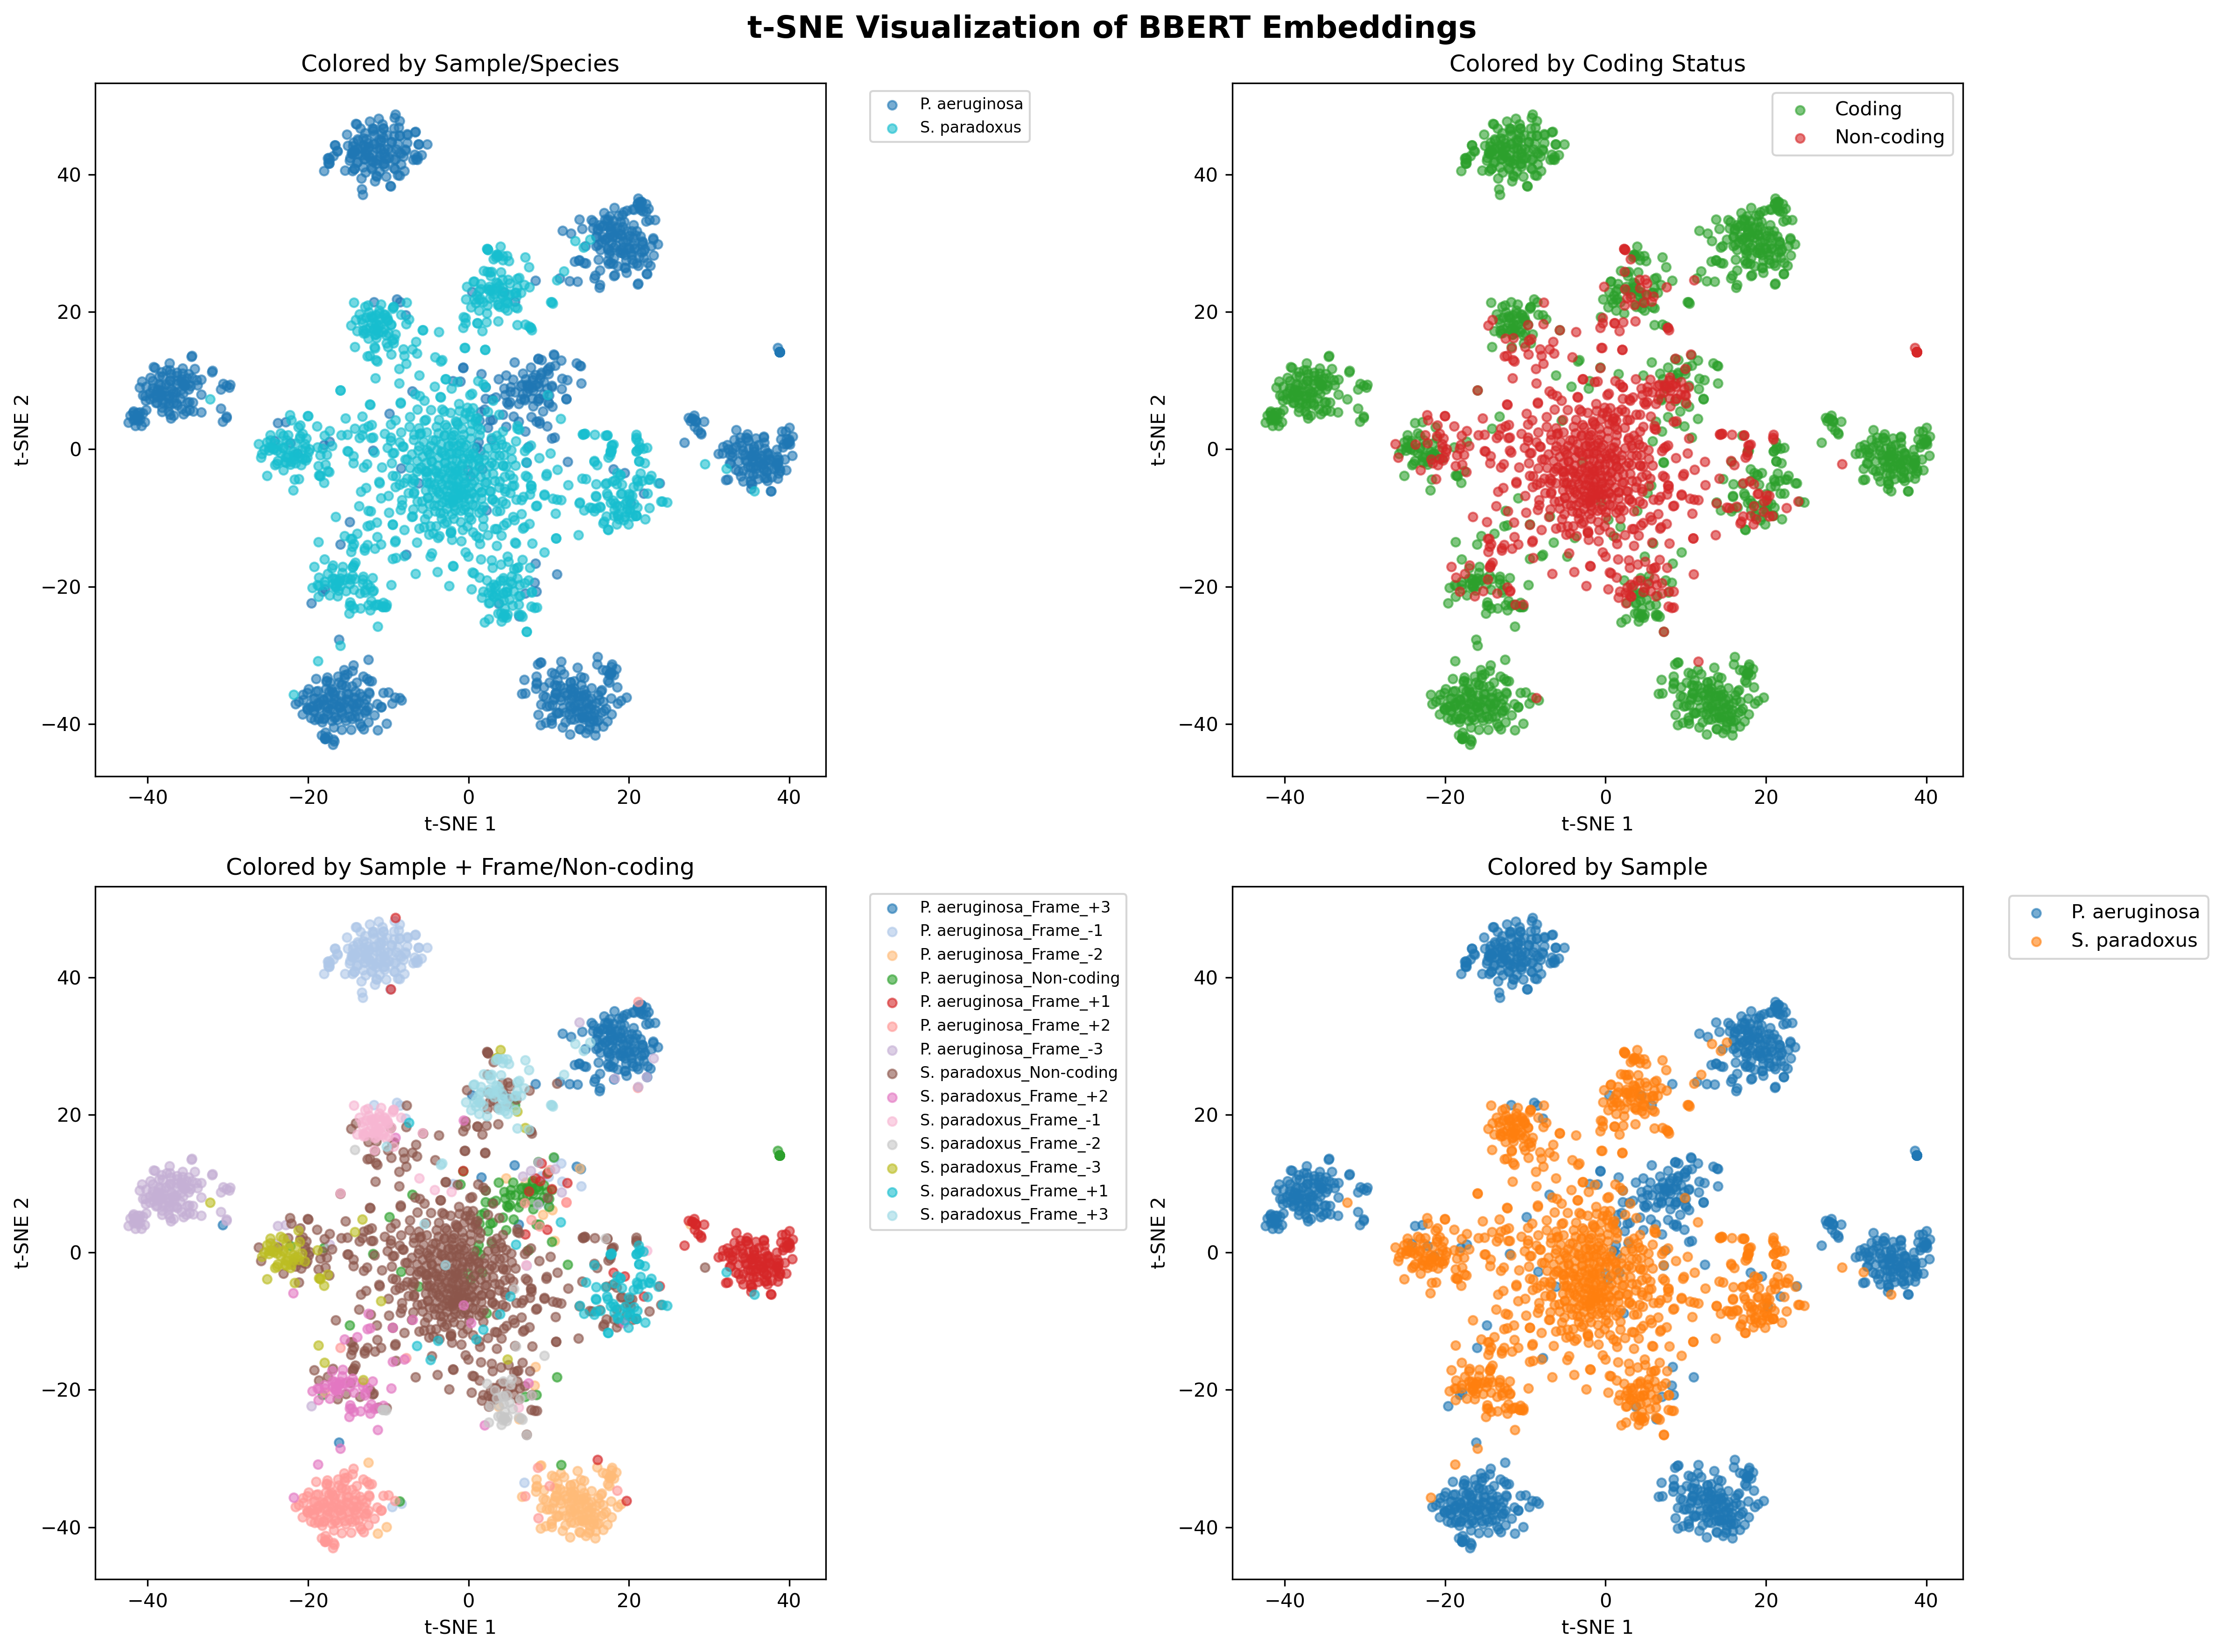 t-SNE Visualization of BBERT Embeddings
Colored by Sample/Species
40
20
0
−20
−40
t-SNE 2
−40
−20
0
20
40
t-SNE 1
P. aeruginosa
S. paradoxus
Colored by Coding Status
40
20
0
−20
−40
t-SNE 2
−40
−20
0
20
40
t-SNE 1
Coding
Non-coding
Colored by Sample + Frame/Non-coding
40
20
0
−20
−40
t-SNE 2
−40
−20
0
20
40
t-SNE 1
P. aeruginosa_Frame_+3
P. aeruginosa_Frame_-1
P. aeruginosa_Frame_-2
P. aeruginosa_Non-coding
P. aeruginosa_Frame_+1
P. aeruginosa_Frame_+2
P. aeruginosa_Frame_-3
S. paradoxus_Non-coding
S. paradoxus_Frame_+2
S. paradoxus_Frame_-1
S. paradoxus_Frame_-2
S. paradoxus_Frame_-3
S. paradoxus_Frame_+1
S. paradoxus_Frame_+3
Colored by Sample
40
20
0
−20
−40
t-SNE 2
−40
−20
0
20
40
t-SNE 1
P. aeruginosa
S. paradoxus